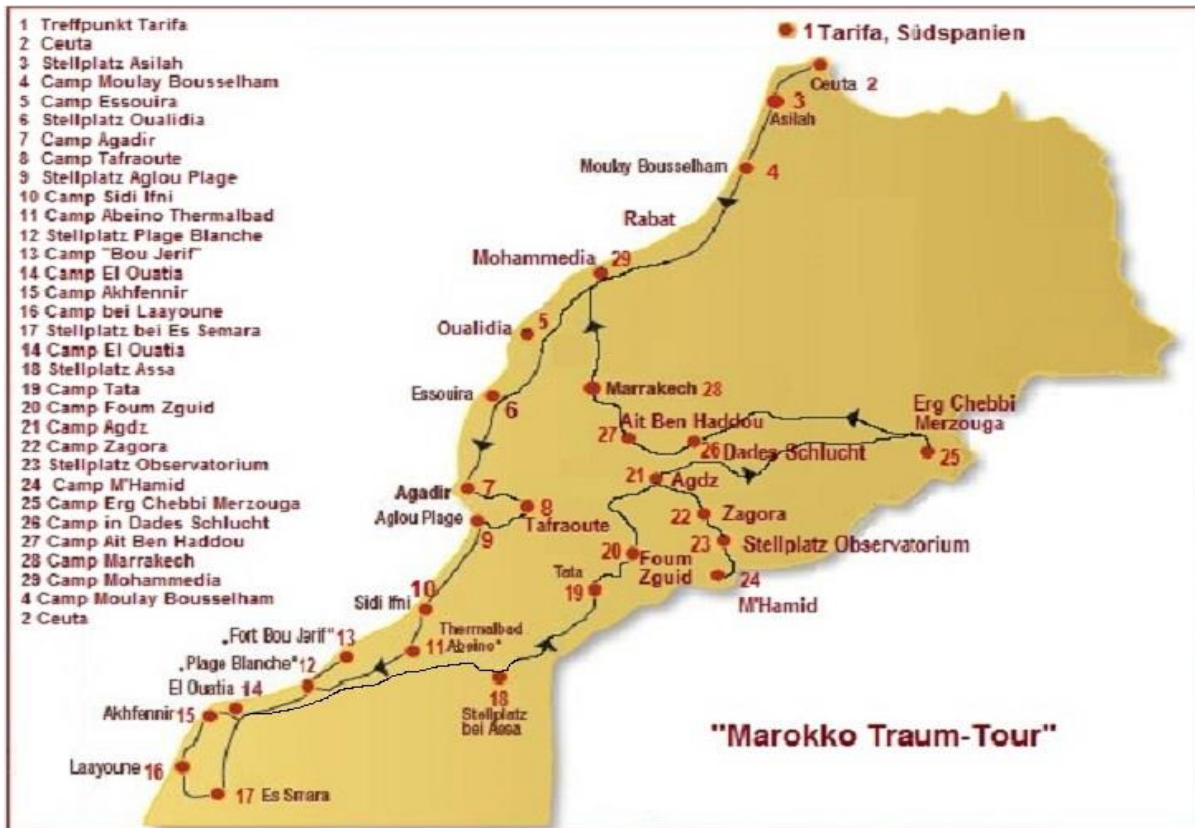 1 Treffpunkt Tarifa
2 Ceuta
3 Stellplatz Asilah
4 Camp Moulay Bousselham
5 Camp Essouira
6 Stellplatz Oualidia
7 Camp Agadir
8 Camp Tafraoute
9 Stellplatz Aglou Plage
10 Camp Sidi Ifni
11 Camp Abeino Thermalbad
12 Stellplatz Plage Blanche
13 Camp "Bou Jerif"
14 Camp El Ouatia
15 Camp Akhfennir
16 Camp bei Laayoune
17 Stellplatz bei Es Semara
14 Camp El Ouatia
18 Stellplatz Assa
19 Camp Tata
20 Camp Foum Zguid
21 Camp Agdz
22 Camp Zagora
23 Stellplatz Observatorium
24 Camp M'Hamid
25 Camp Erg Chebbi Merzouga
26 Camp in Dades Schlucht
27 Camp Ait Ben Haddou
28 Camp Marrakech
29 Camp Mohammedia
4 Camp Moulay Bousselham
2 Ceuta
1 Tarifa, Südspanien
Ceuta 2
3
Asilah
Moulay Bousselham 4
Rabat
Mohammedia 29
Oualidia 5
Essouira 6
Marrakech 28
Erg Chebbi
Merzouga
25
Ait Ben Haddou
27
26 Dades Schlucht
21 Agdz
Agadir 7
8
Tafraoute
Aglou Plage
9
22 Zagora
23 Stellplatz Observatorium
20 Foum
Zguid
24
M'Hamid
Tata
19
10
Sidi Ifni
Thermalbad
11 Abeino"
„Fort Bou Jerif" 13
„Plage Blanche" 12
El Ouatia 14
18
Stellplatz
bei Assa
Akhfennir 15
Laayoune 16
17 Es Smara
"Marokko Traum-Tour"